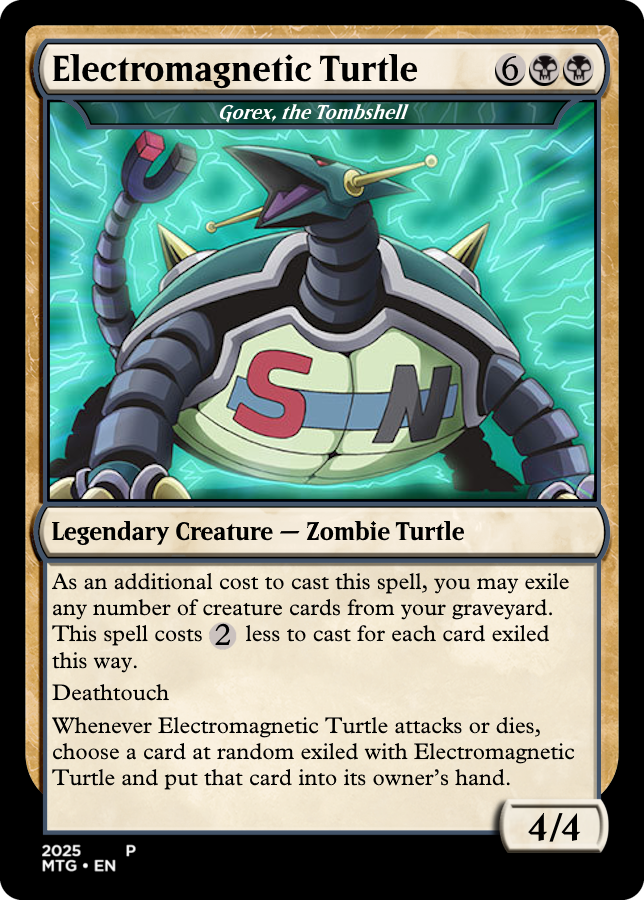 Electromagnetic Turtle 6
Gorex, the Tombshell
S N
Legendary Creature — Zombie Turtle
As an additional cost to cast this spell, you may exile
any number of creature cards from your graveyard.
This spell costs 2 less to cast for each card exiled
this way.
Deathtouch
Whenever Electromagnetic Turtle attacks or dies,
choose a card at random exiled with Electromagnetic
Turtle and put that card into its owner's hand.
4/4
2025 P
MTG • EN